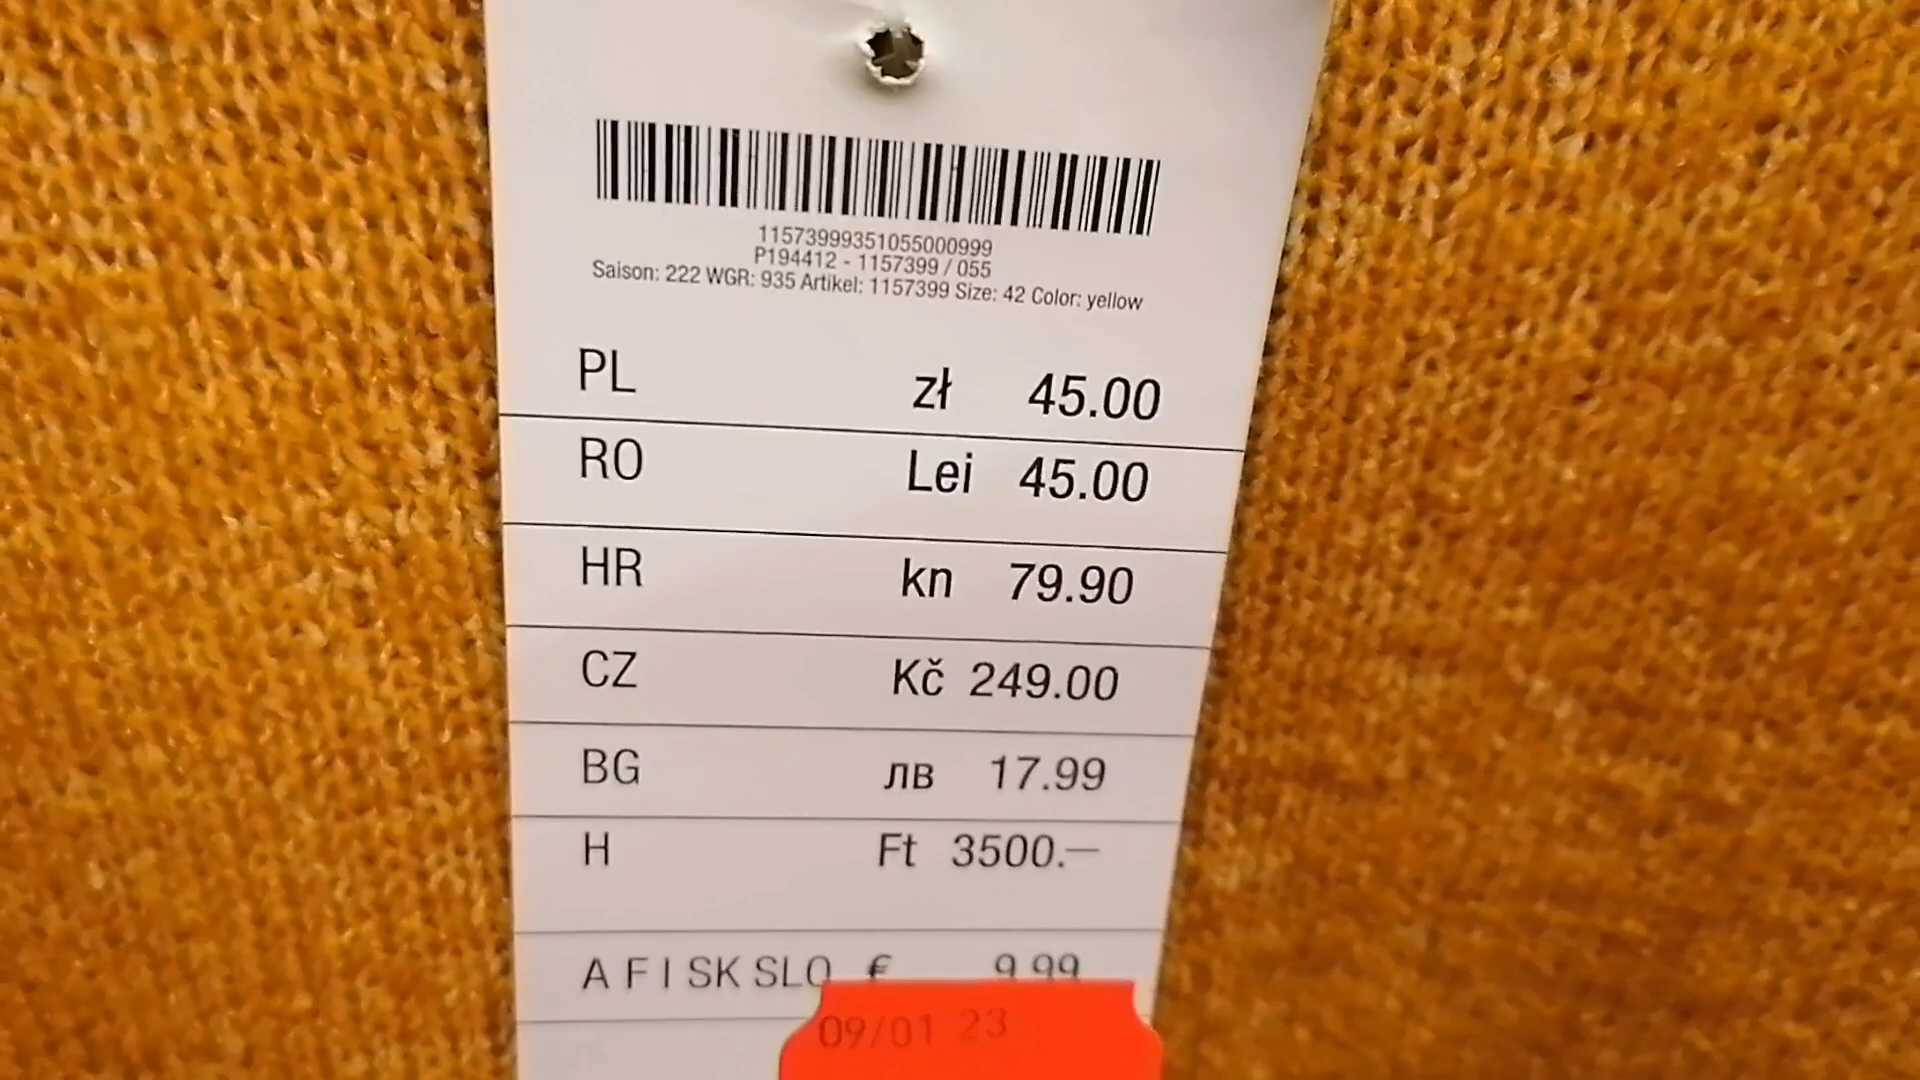 11573999351055000999
P194412 - 1157399 / 055
Saison: 222 WGR: 935 Artikel: 1157399 Size: 42 Color: yellow
PL zł 45.00
RO Lei 45.00
HR kn 79.90
CZ Kč 249.00
BG лв 17.99
H Ft 3500.—
A F I SK SLO € 9.99
09/01 23